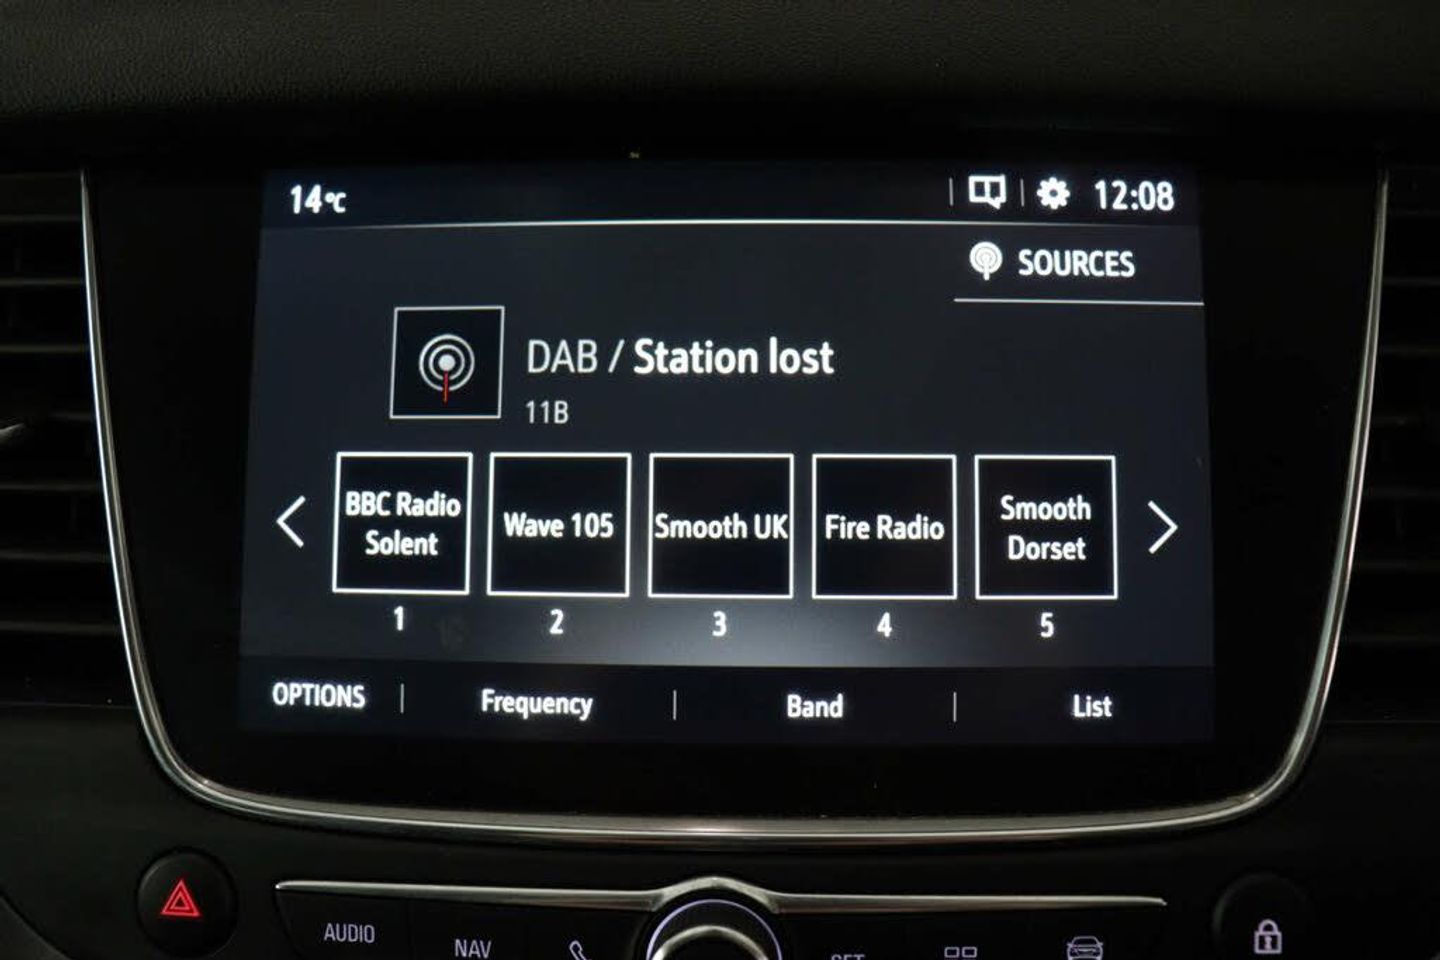 14°C
12:08
SOURCES
DAB / Station lost
11B
BBC Radio
Solent
Wave 105
Smooth UK
Fire Radio
Smooth
Dorset
1
2
3
4
5
OPTIONS
Frequency
Band
List
AUDIO
NAV
SET